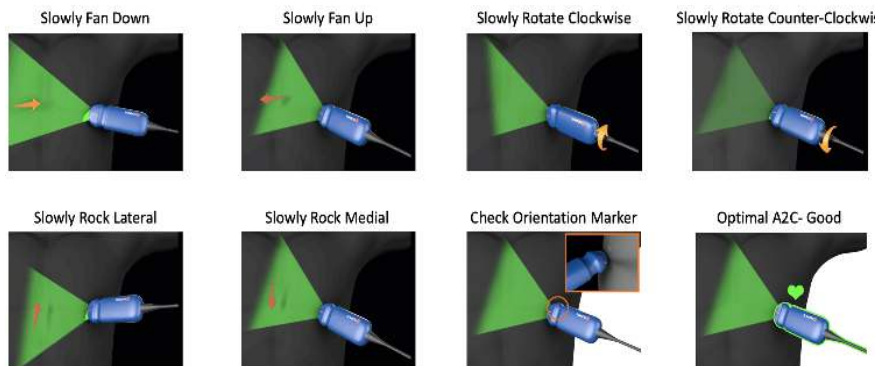 Slowly Fan Down
Slowly Fan Up
Slowly Rotate Clockwise
Slowly Rotate Counter-Clockwis
Slowly Rock Lateral
Slowly Rock Medial
Check Orientation Marker
Optimal A2C- Good